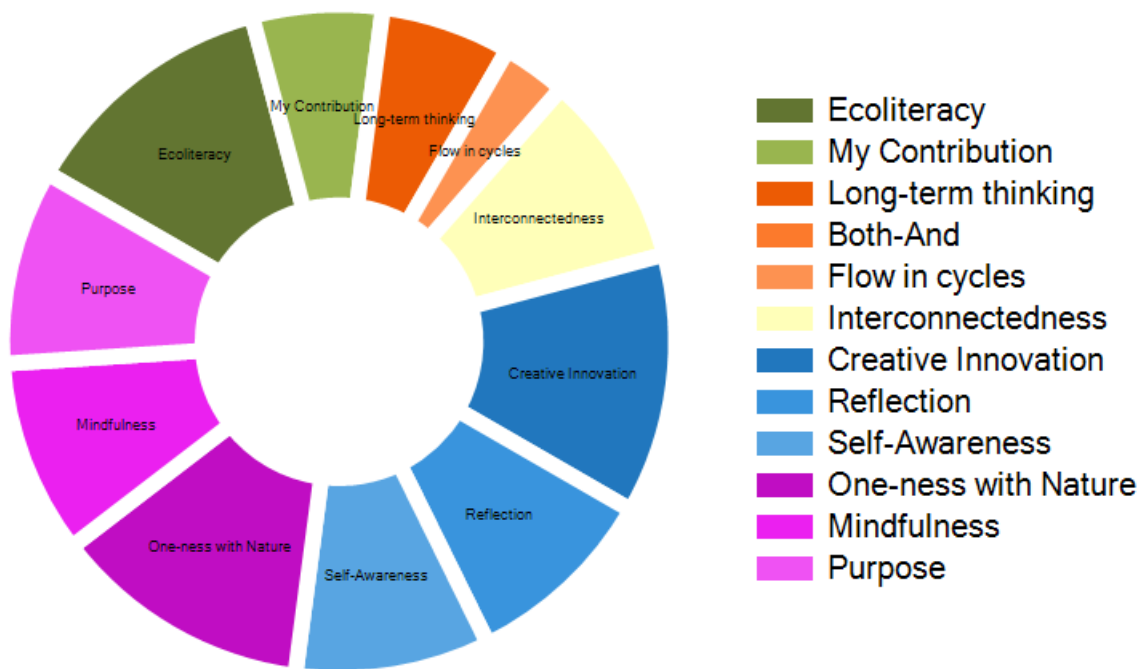 My Contribution
Long-term thinking
Flow in cycles
Ecoliteracy
Interconnectedness
Purpose
Creative Innovation
Mindfulness
Reflection
One-ness with Nature
Self-Awareness
Ecoliteracy
My Contribution
Long-term thinking
Both-And
Flow in cycles
Interconnectedness
Creative Innovation
Reflection
Self-Awareness
One-ness with Nature
Mindfulness
Purpose